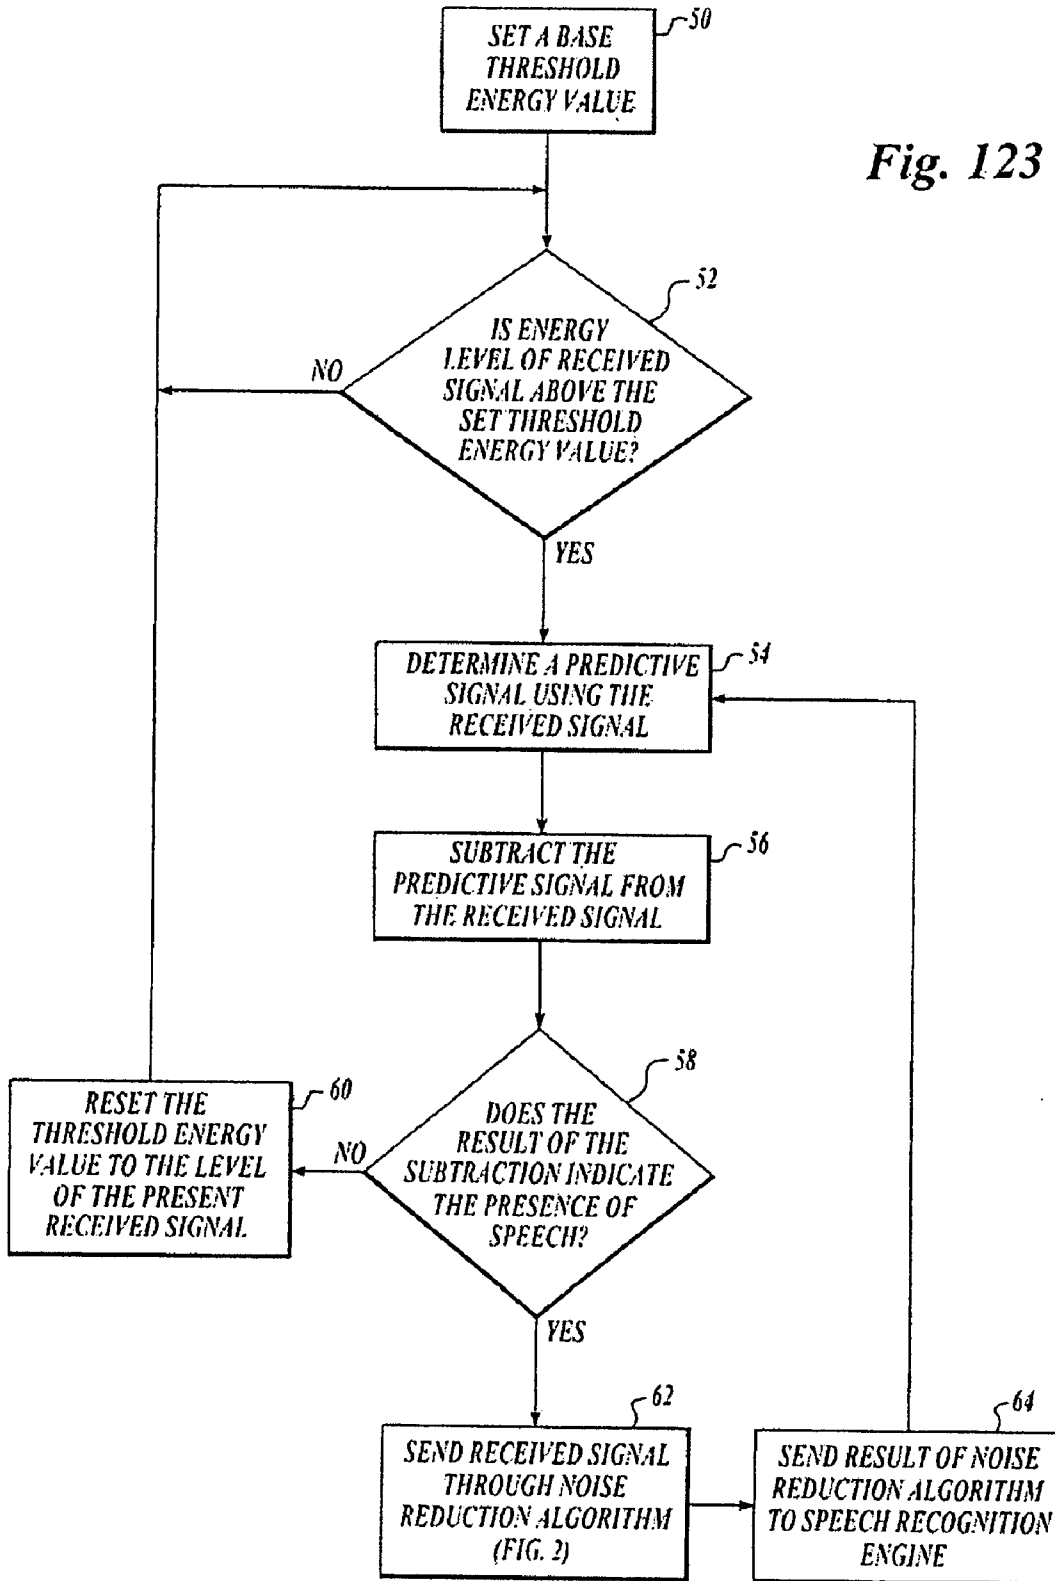 50
SET A BASE
THRESHOLD
ENERGY VALUE
Fig. 123
52
IS ENERGY
LEVEL OF RECEIVED
SIGNAL ABOVE THE
SET THRESHOLD
ENERGY VALUE?
NO
YES
54
DETERMINE A PREDICTIVE
SIGNAL USING THE
RECEIVED SIGNAL
56
SUBTRACT THE
PREDICTIVE SIGNAL FROM
THE RECEIVED SIGNAL
58
DOES THE
RESULT OF THE
SUBTRACTION INDICATE
THE PRESENCE OF
SPEECH?
NO
60
RESET THE
THRESHOLD ENERGY
VALUE TO THE LEVEL
OF THE PRESENT
RECEIVED SIGNAL
YES
62
SEND RECEIVED SIGNAL
THROUGH NOISE
REDUCTION ALGORITHM
(FIG. 2)
64
SEND RESULT OF NOISE
REDUCTION ALGORITHM
TO SPEECH RECOGNITION
ENGINE